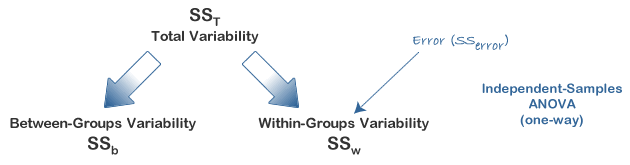 SS_T
Total Variability
Error (SS_error)
Independent-Samples
ANOVA
(one-way)
Between-Groups Variability
SS_b
Within-Groups Variability
SS_w